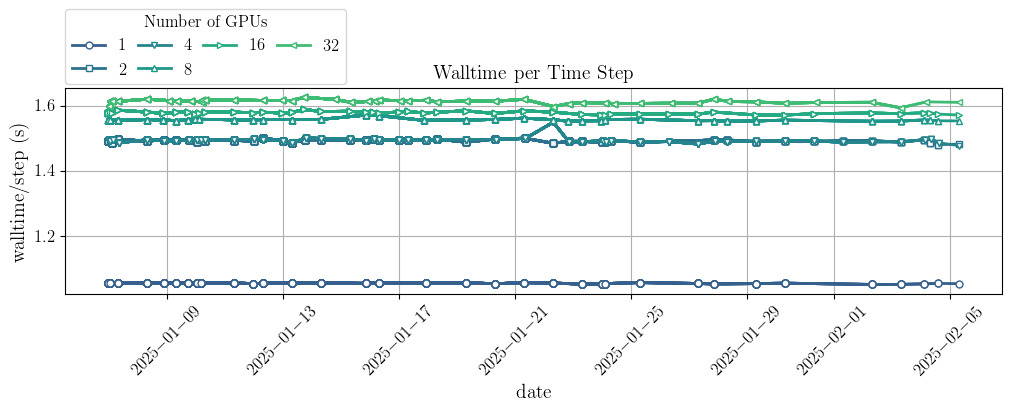 Number of GPUs
1 4 16 32
2 8
Walltime per Time Step
walltime/step (s)
1.6
1.4
1.2
2025−01−09 2025−01−13 2025−01−17 2025−01−21 2025−01−25 2025−01−29 2025−02−01 2025−02−05
date